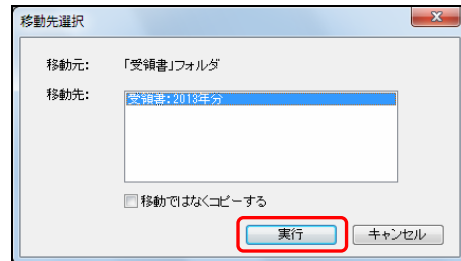 移動先選択
移動元: 「受領書」フォルダ
移動先:
受領書:2013年分
移動ではなくコピーする
実行 キャンセル